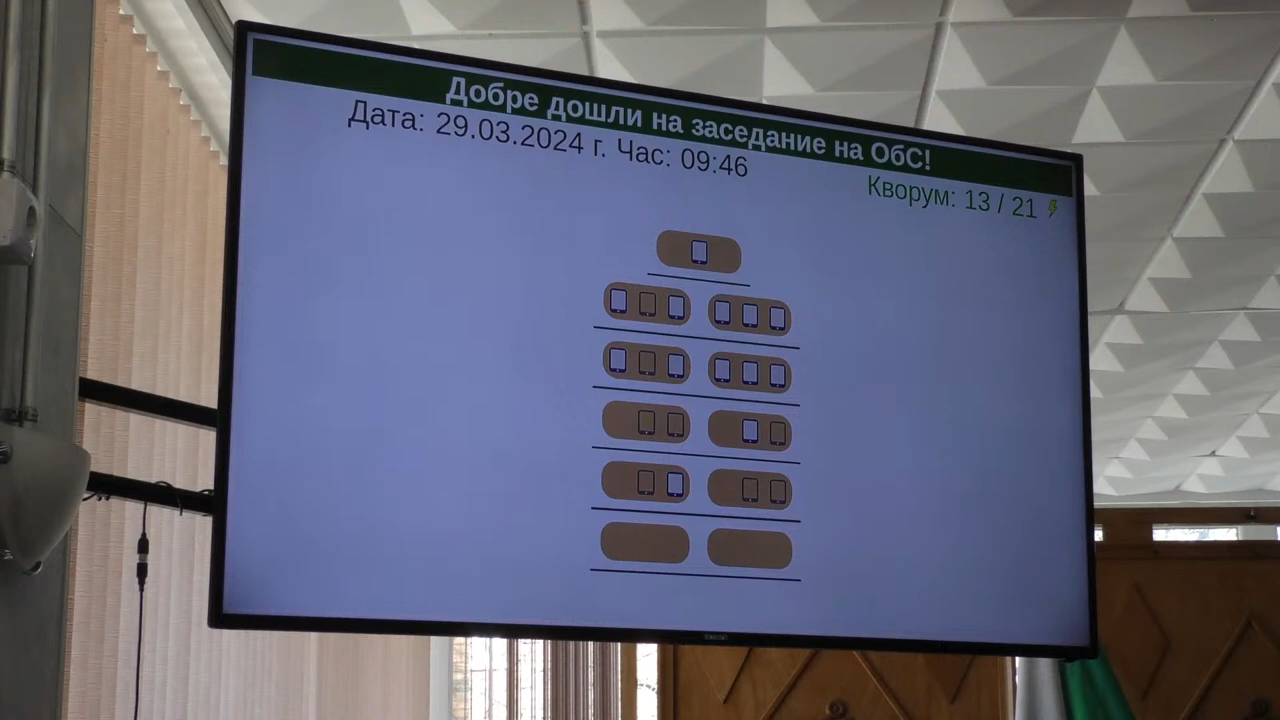 Добре дошли на заседание на ОбС!
Дата: 29.03.2024 г. Час: 09:46
Кворум: 13 / 21